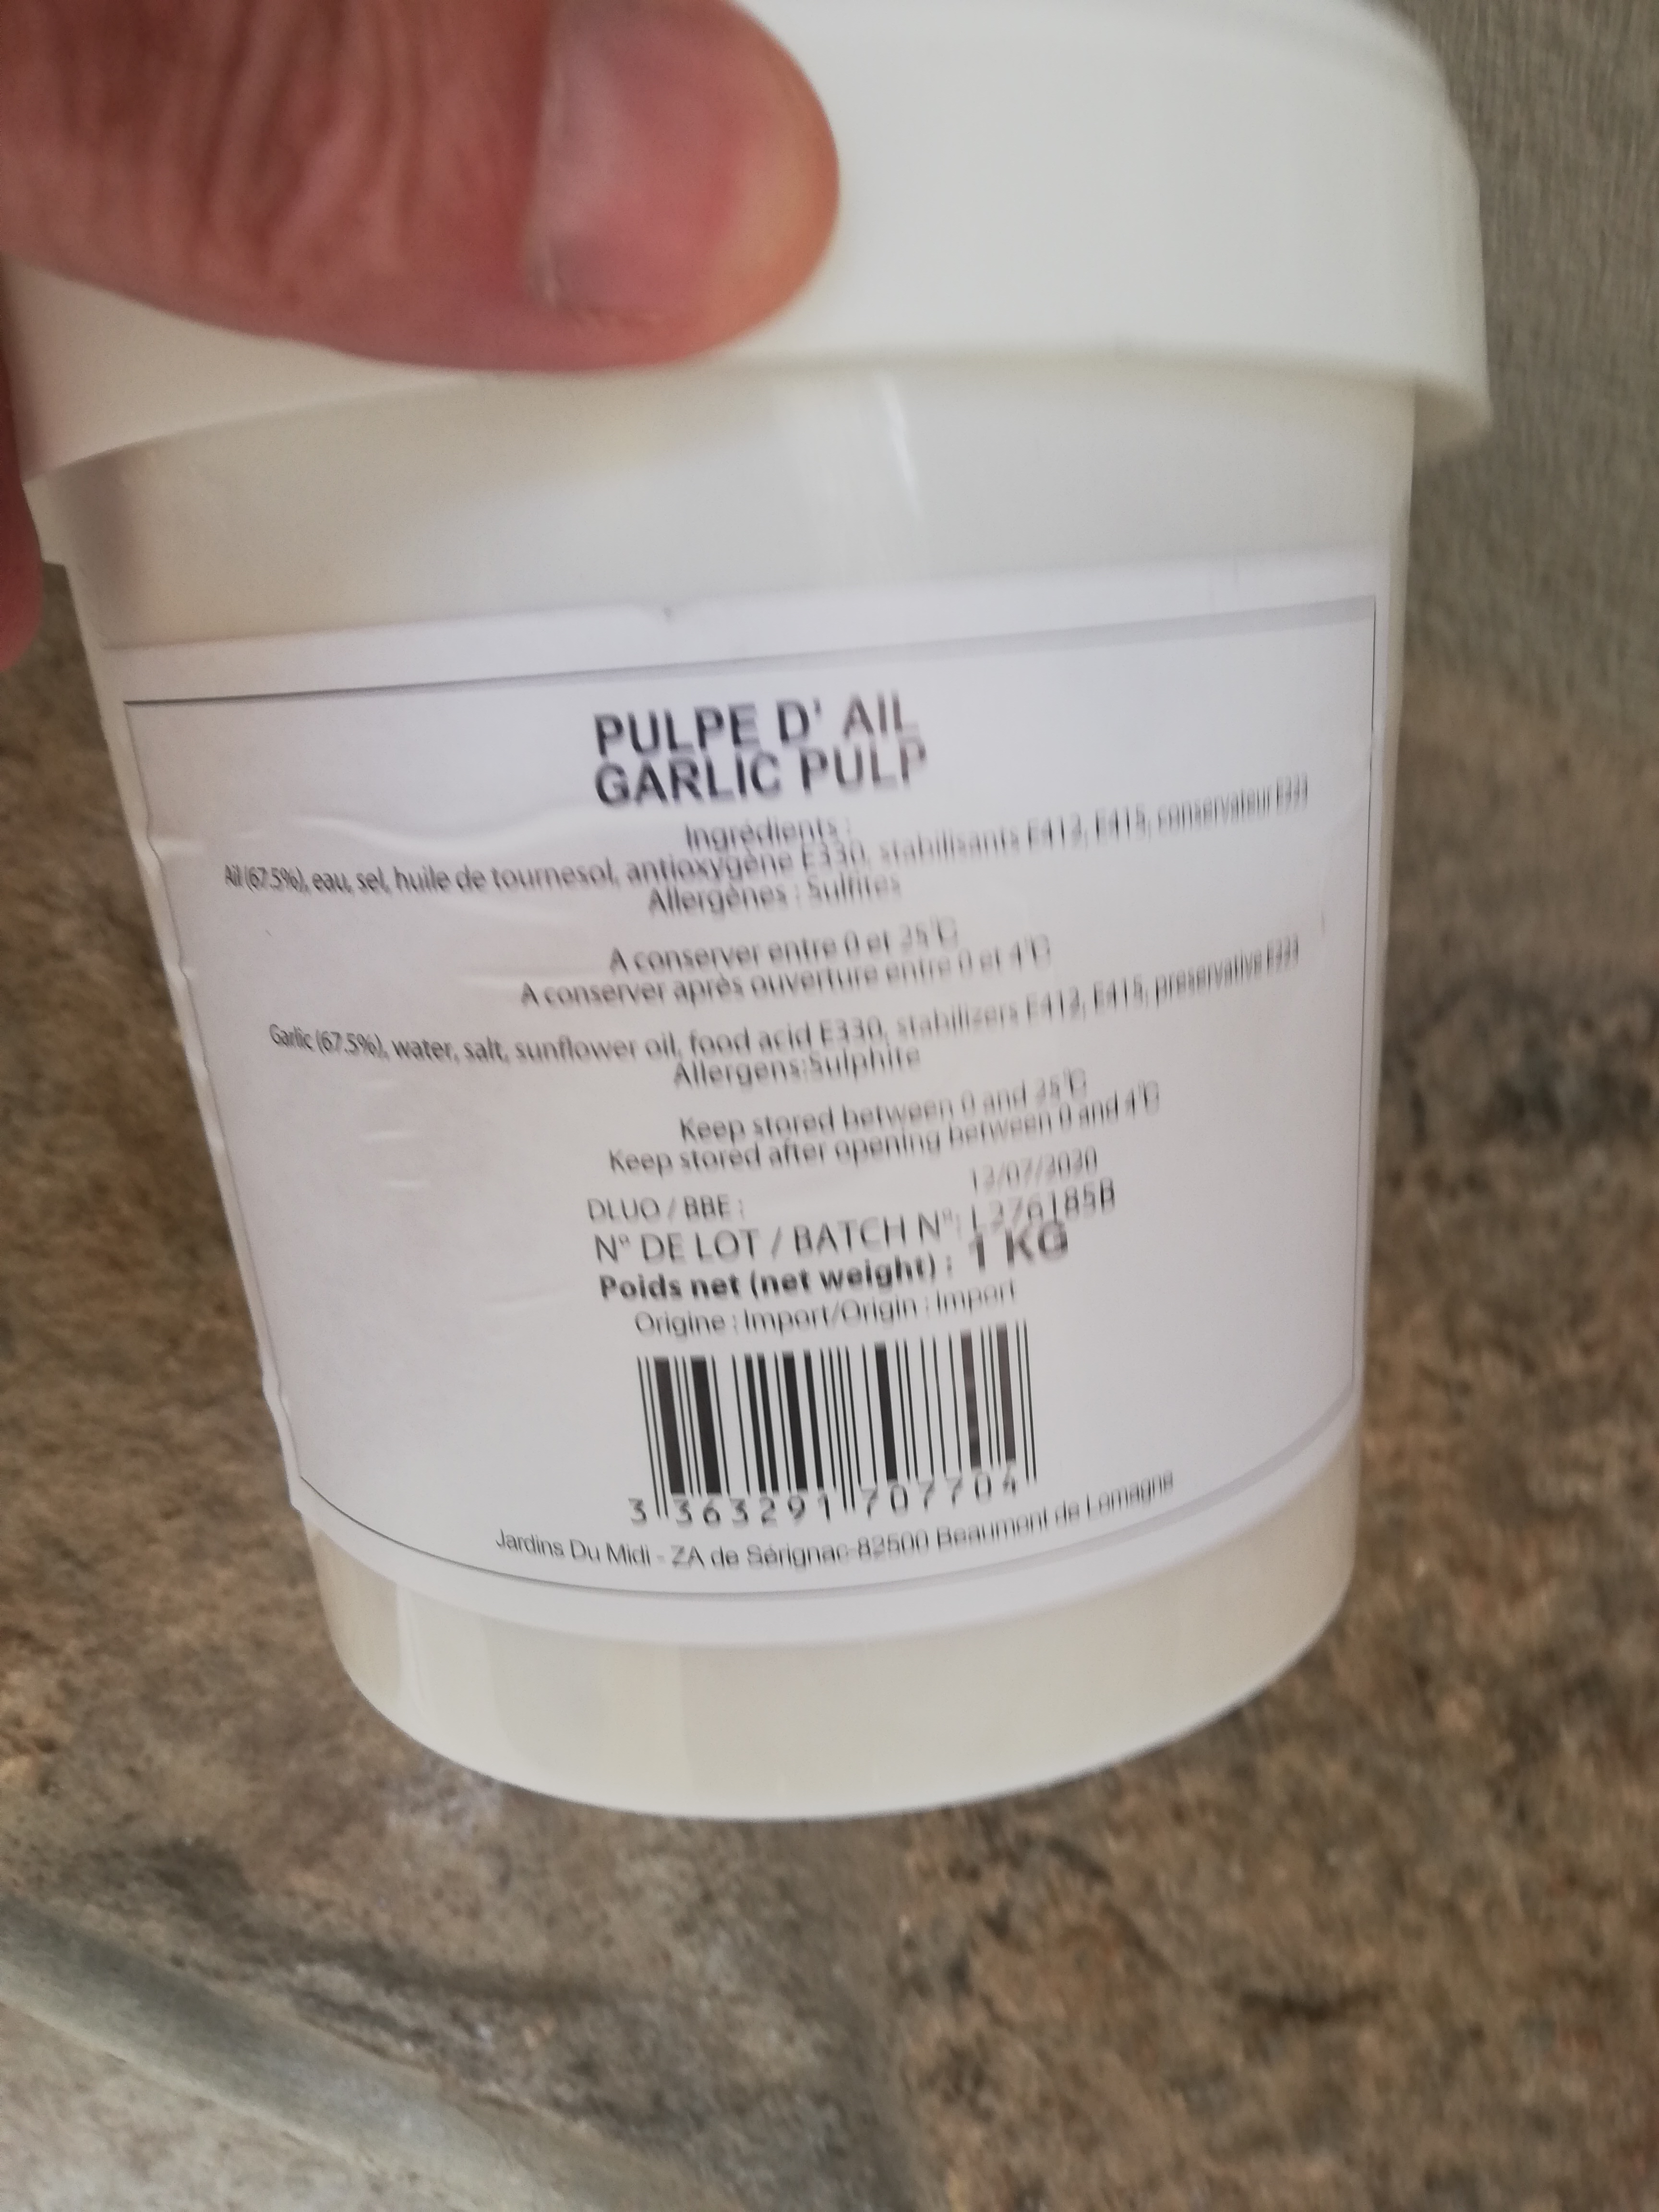 PULPE D' AIL
GARLIC PULP
Ingrédients :
Ail (67.5%), eau, sel, huile de tournesol, antioxygène E330, stabilisants E412, E415, conservateur
Allergènes : Sulfites
A conserver entre 0 et 25°C
A conserver après ouverture entre 0 et 4°C
Garlic (67.5%), water, salt, sunflower oil, food acid E330, stabilizers E412, E415, preservative
Allergens:Sulphite
Keep stored between 0 and 25°C
Keep stored after opening between 0 and 4°C
12/07/2020
DLUO / BBE :
N° DE LOT / BATCH N°: L276185B
Poids net (net weight) : 1 KG
Origine : Import/Origin : Import
3 363291 707704
Jardins Du Midi - ZA de Sérignac-82500 Beaumont de Lomagne